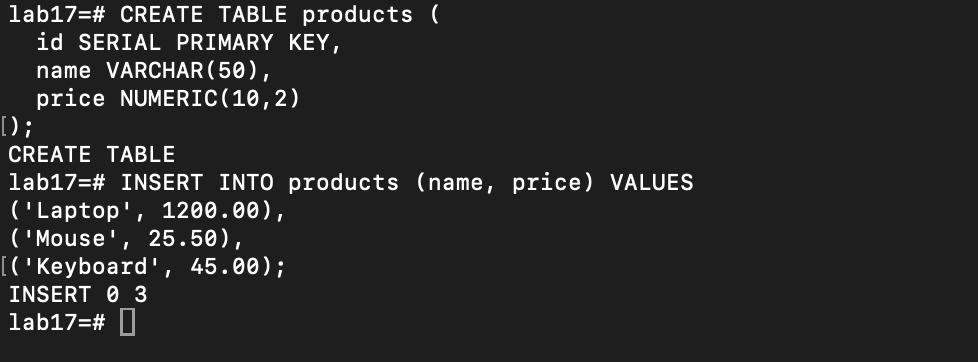 lab17=# CREATE TABLE products (
  id SERIAL PRIMARY KEY,
  name VARCHAR(50),
  price NUMERIC(10,2)
[);
CREATE TABLE
lab17=# INSERT INTO products (name, price) VALUES
('Laptop', 1200.00),
('Mouse', 25.50),
[('Keyboard', 45.00);
INSERT 0 3
lab17=#